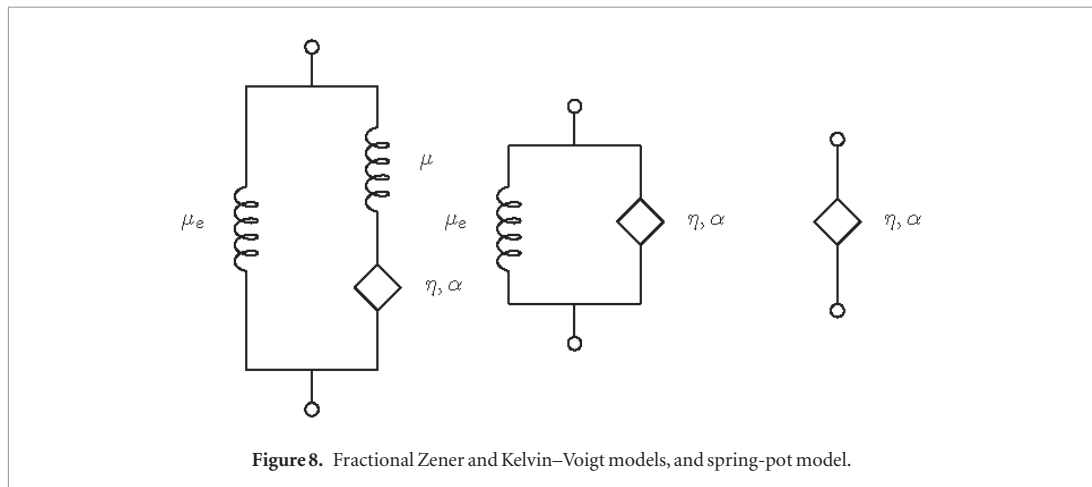 μ
μₑ
η, α
μₑ
η, α
η, α
Figure 8. Fractional Zener and Kelvin–Voigt models, and spring-pot model.